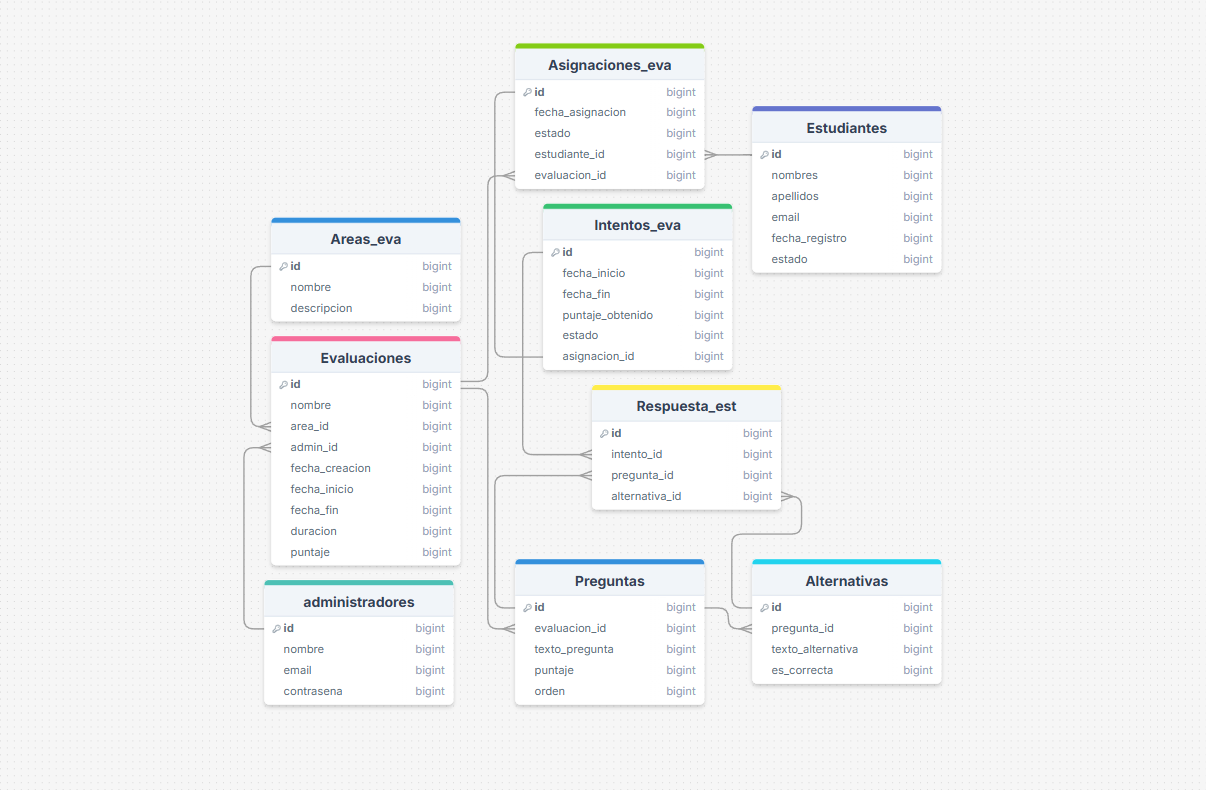 Asignaciones_eva
id bigint
fecha_asignacion bigint
estado bigint
estudiante_id bigint
evaluacion_id bigint
Estudiantes
id bigint
nombres bigint
apellidos bigint
email bigint
fecha_registro bigint
estado bigint
Areas_eva
id bigint
nombre bigint
descripcion bigint
Intentos_eva
id bigint
fecha_inicio bigint
fecha_fin bigint
puntaje_obtenido bigint
estado bigint
asignacion_id bigint
Evaluaciones
id bigint
nombre bigint
area_id bigint
admin_id bigint
fecha_creacion bigint
fecha_inicio bigint
fecha_fin bigint
duracion bigint
puntaje bigint
Respuesta_est
id bigint
intento_id bigint
pregunta_id bigint
alternativa_id bigint
administradores
id bigint
nombre bigint
email bigint
contrasena bigint
Preguntas
id bigint
evaluacion_id bigint
texto_pregunta bigint
puntaje bigint
orden bigint
Alternativas
id bigint
pregunta_id bigint
texto_alternativa bigint
es_correcta bigint